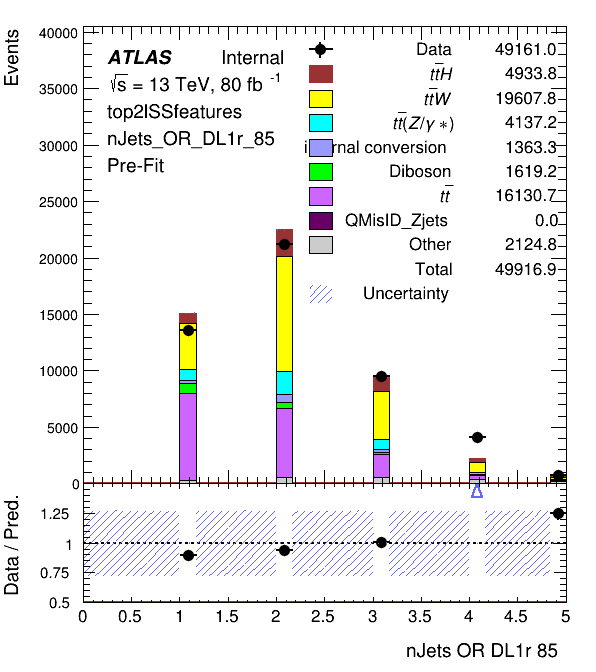 Events
40000
35000
30000
25000
20000
15000
10000
5000
0
ATLAS Internal
√s = 13 TeV, 80 fb⁻¹
top2lSSfeatures
nJets_OR_DL1r_85
Pre-Fit
Data 49161.0
tt̄H 4933.8
tt̄W 19607.8
tt̄(Z/γ*) 4137.2
conversion 1363.3
Diboson 1619.2
tt̄ 16130.7
QMisID_Zjets 0.0
Other 2124.8
Total 49916.9
Uncertainty
Data / Pred.
1.25
1
0.75
0.5
0 0.5 1 1.5 2 2.5 3 3.5 4 4.5 5
nJets OR DL1r 85